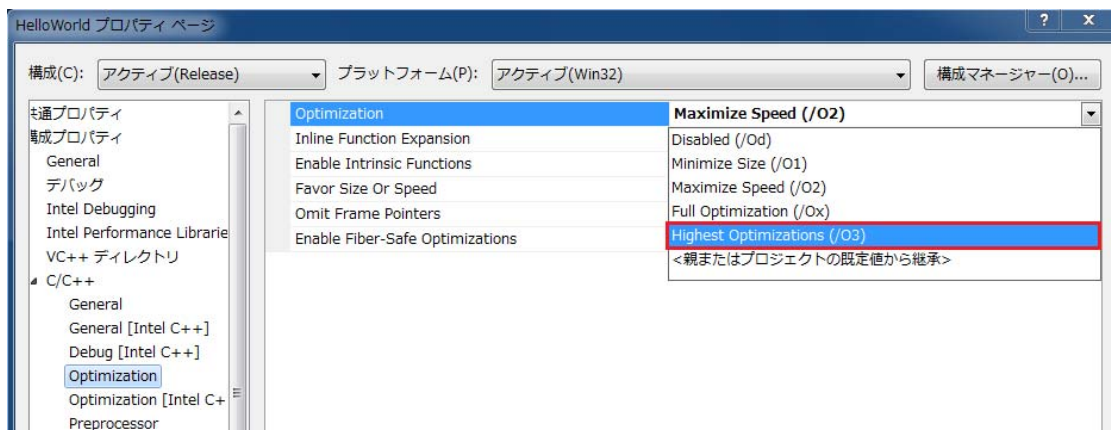 HelloWorld プロパティ ページ
構成(C): アクティブ(Release) プラットフォーム(P): アクティブ(Win32) 構成マネージャー(O)...
共通プロパティ
構成プロパティ
General
デバッグ
Intel Debugging
Intel Performance Librarie
VC++ ディレクトリ
C/C++
General
General [Intel C++]
Debug [Intel C++]
Optimization
Optimization [Intel C+
Preprocessor
Optimization Maximize Speed (/O2)
Inline Function Expansion
Enable Intrinsic Functions
Favor Size Or Speed
Omit Frame Pointers
Enable Fiber-Safe Optimizations
Disabled (/Od)
Minimize Size (/O1)
Maximize Speed (/O2)
Full Optimization (/Ox)
Highest Optimizations (/O3)
<親またはプロジェクトの既定値から継承>